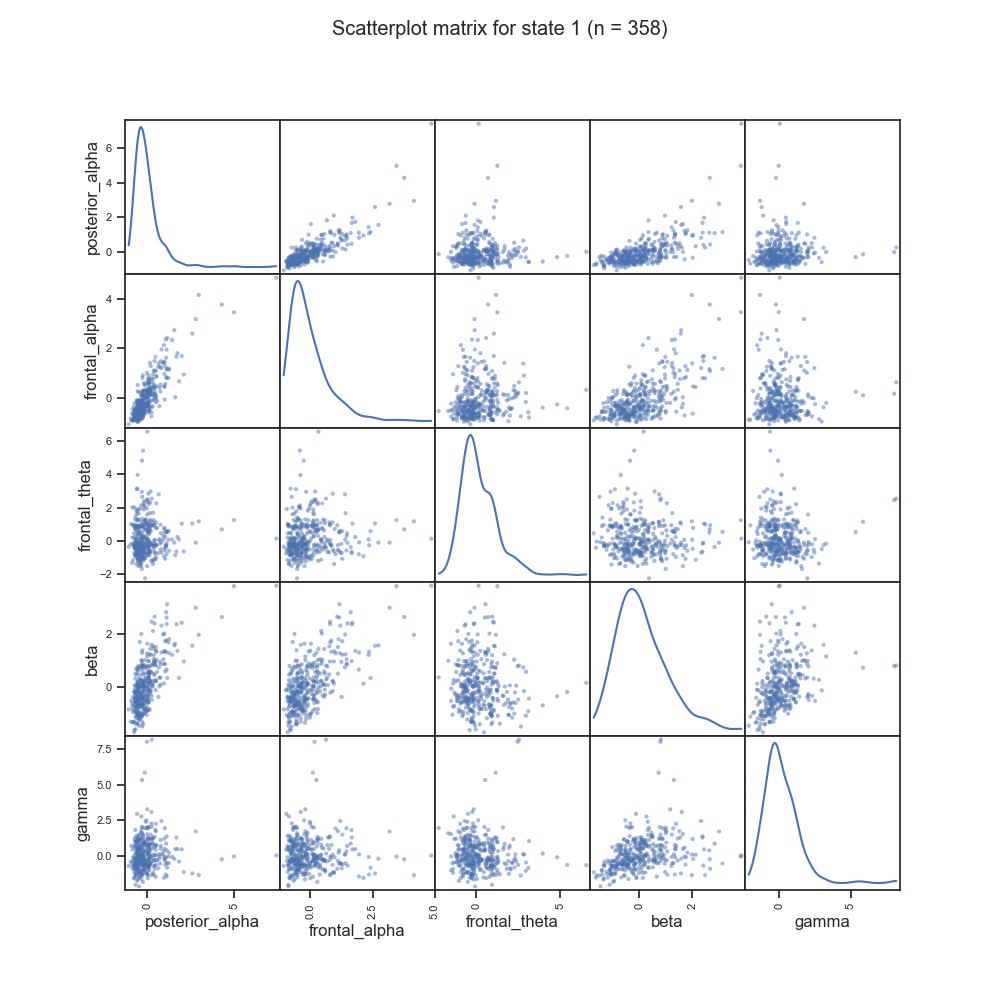 Scatterplot matrix for state 1 (n = 358)
posterior_alpha
6
4
2
0
frontal_alpha
4
2
0
frontal_theta
6
4
2
0
−2
beta
2
0
gamma
7.5
5.0
2.5
0.0
0
5
0.0
2.5
5.0
0
5
0
2
0
5
posterior_alpha
frontal_alpha
frontal_theta
beta
gamma